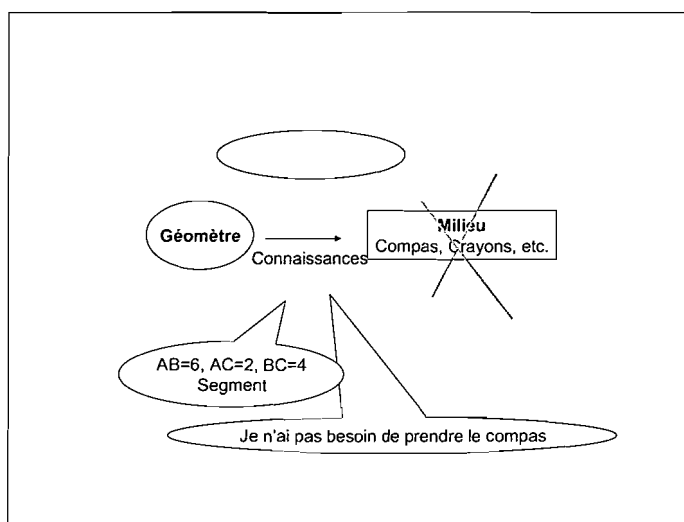 Géomètre
Connaissances
Milieu
Compas, Crayons, etc.
AB=6, AC=2, BC=4
Segment
Je n'ai pas besoin de prendre le compas